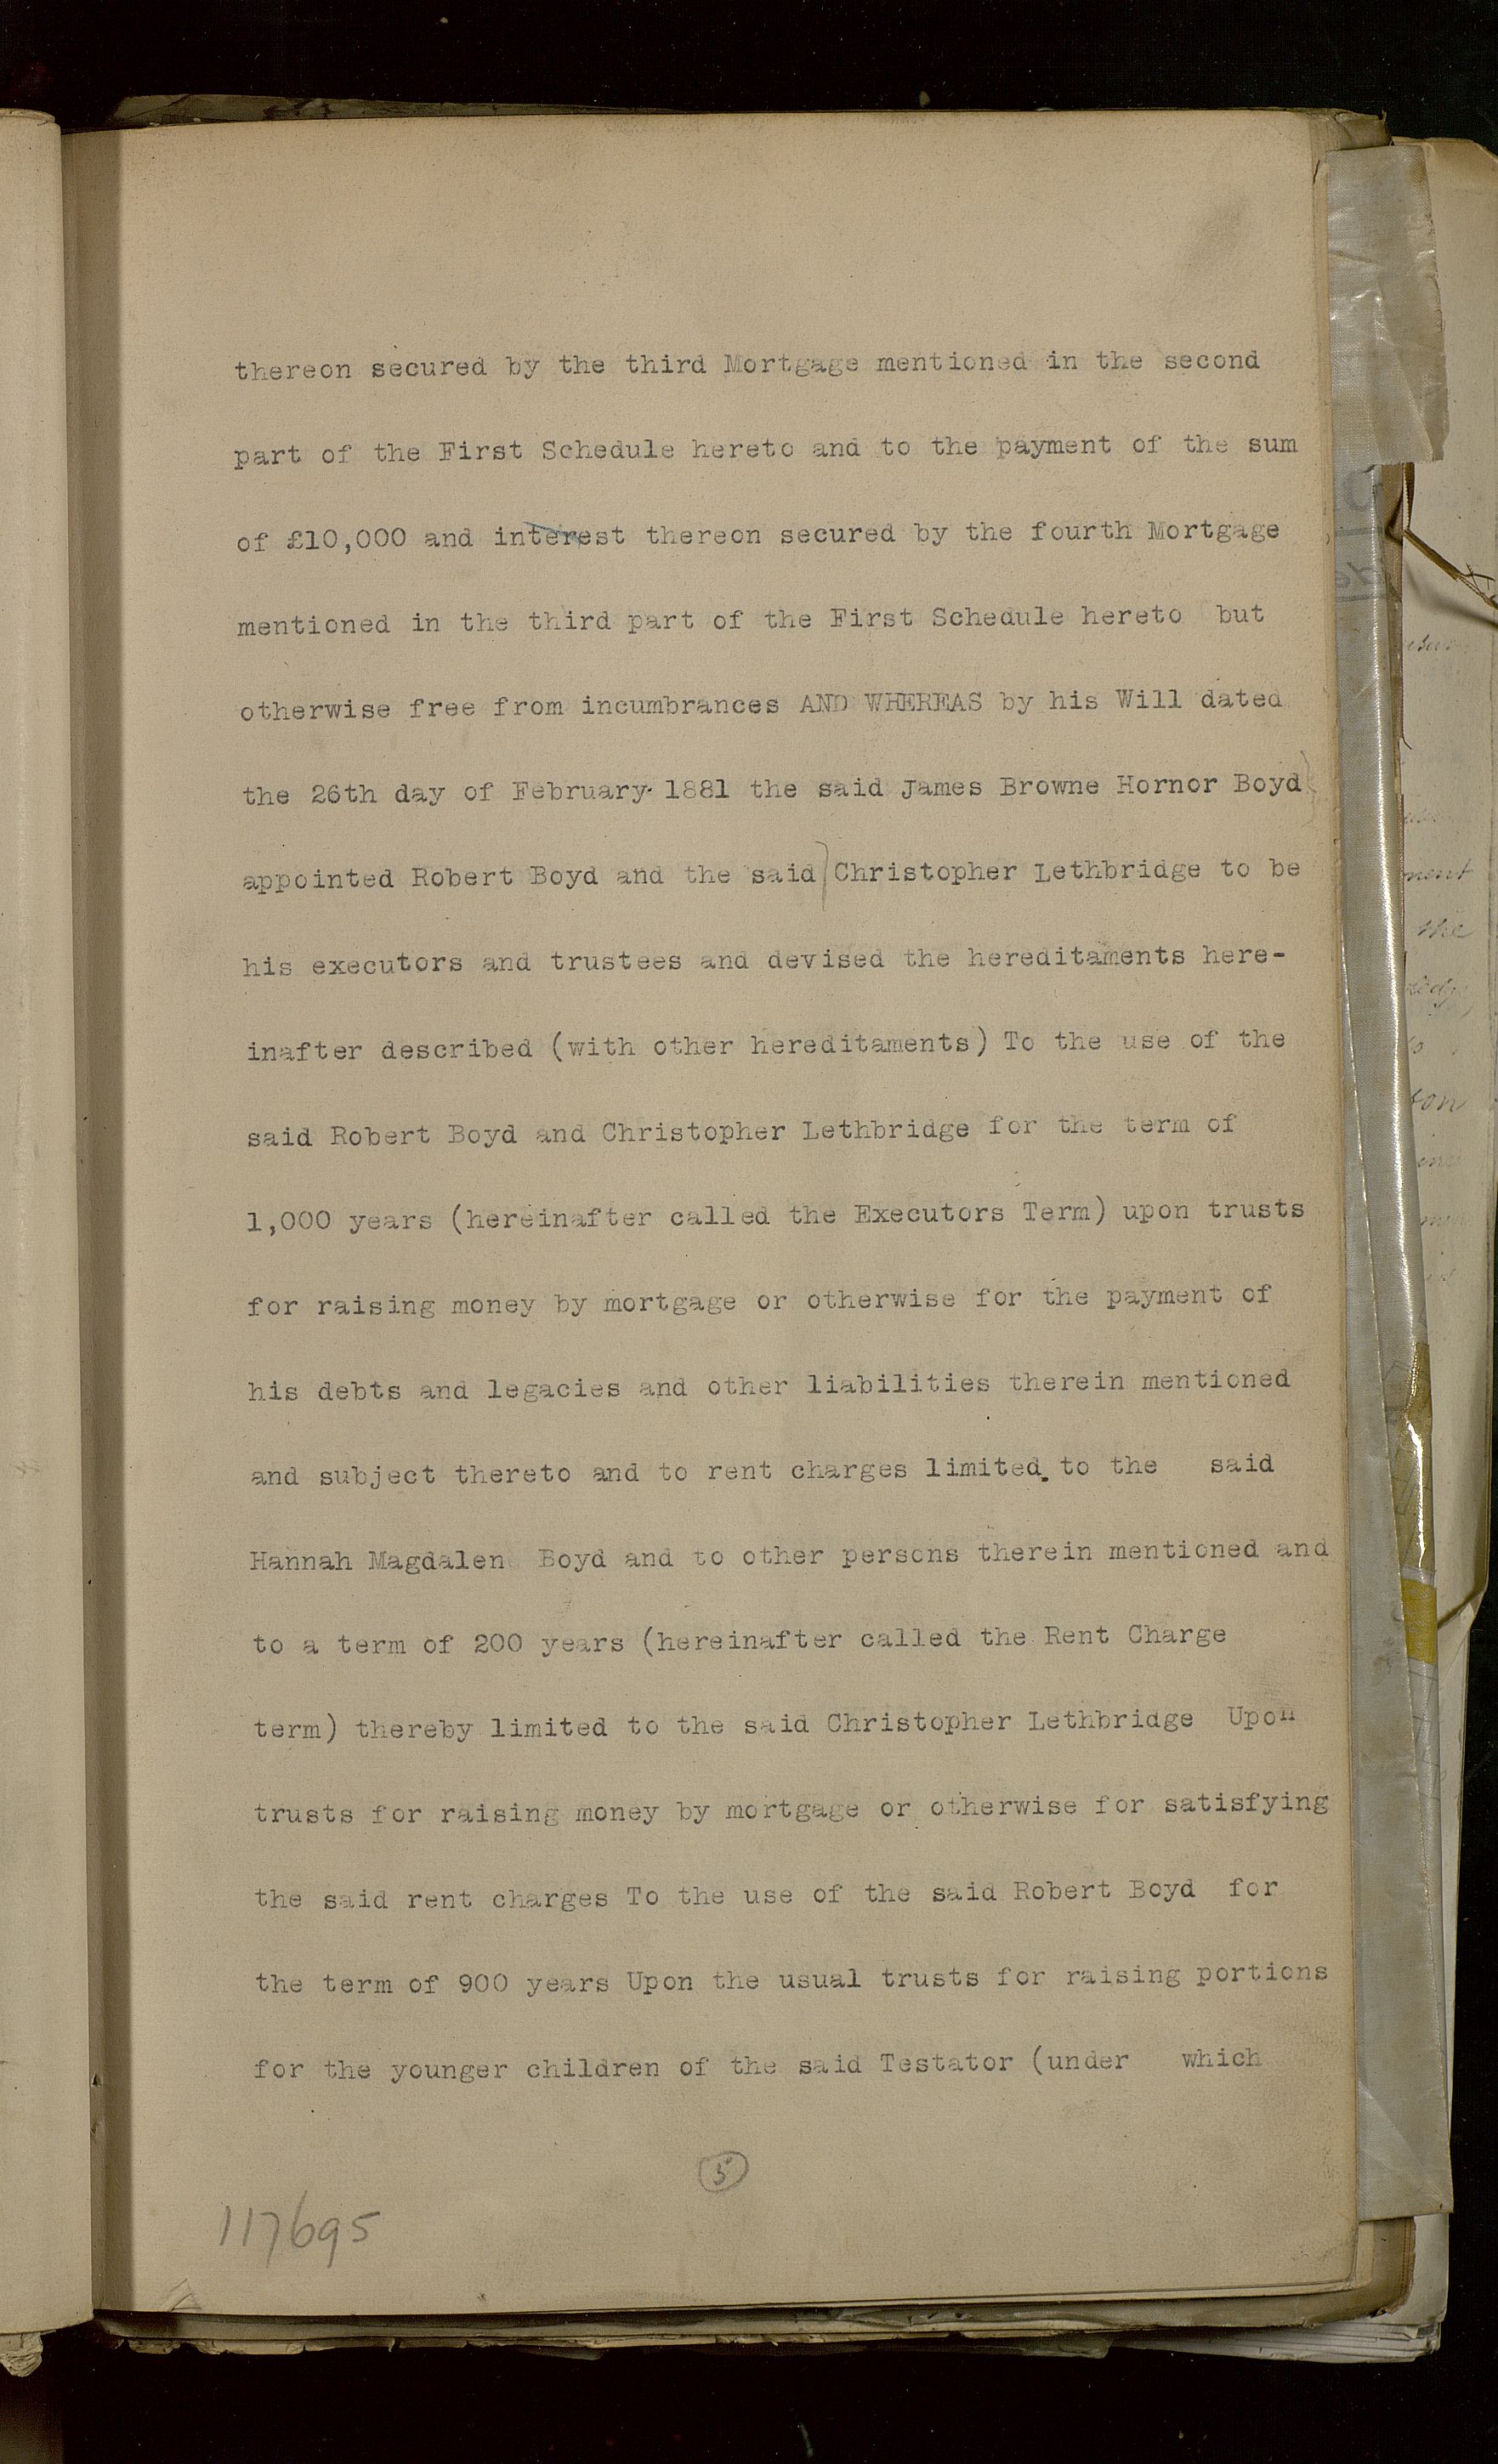 thereon secured by the third Mortgage mentioned in the second
part of the First Schedule hereto and to the payment of the sum
of £10,000 and interest thereon secured by the fourth Mortgage
mentioned in the third part of the First Schedule hereto but
otherwise free from incumbrances AND WHEREAS by his Will dated
the 26th day of February 1881 the said James Browne Hornor Boyd
appointed Robert Boyd and the said Christopher Lethbridge to be
his executors and trustees and devised the hereditaments here-
inafter described (with other hereditaments) To the use of the
said Robert Boyd and Christopher Lethbridge for the term of
1,000 years (hereinafter called the Executors Term) upon trusts
for raising money by mortgage or otherwise for the payment of
his debts and legacies and other liabilities therein mentioned
and subject thereto and to rent charges limited. to the said
Hannah Magdalen Boyd and to other persons therein mentioned and
to a term of 200 years (hereinafter called the Rent Charge
term) thereby limited to the said Christopher Lethbridge Upon
trusts for raising money by mortgage or otherwise for satisfying
the said rent charges To the use of the said Robert Boyd for
the term of 900 years Upon the usual trusts for raising portions
for the younger children of the said Testator (under which
5
117695
the